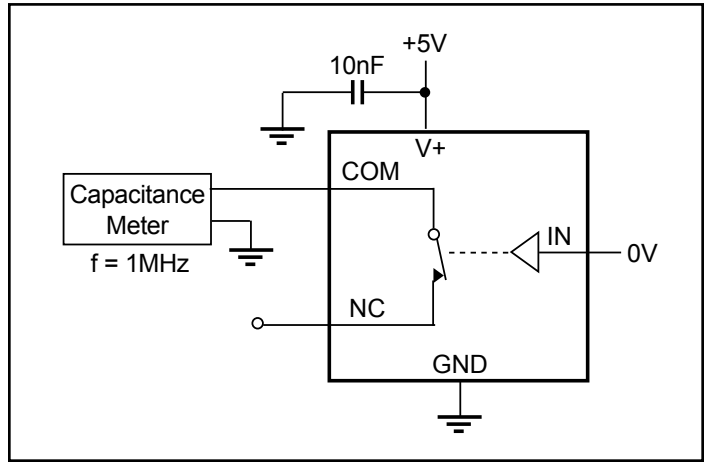 +5V
10nF
V+
COM
Capacitance
Meter
f = 1MHz
IN
0V
NC
GND